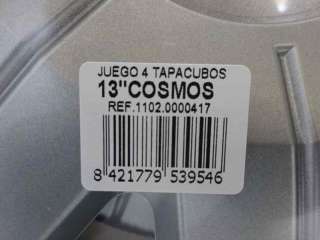 JUEGO 4 TAPACUBOS
13"COSMOS
REF.1102.0000417
8 421779 539546